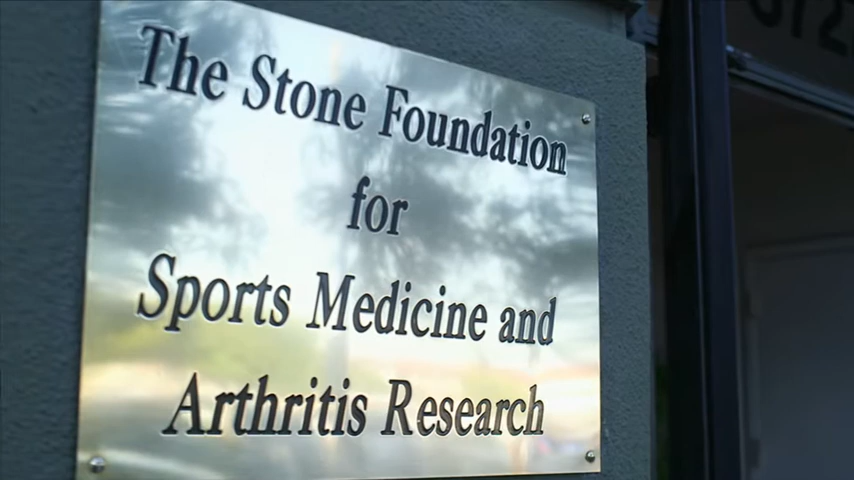 The Stone Foundation
for
Sports Medicine and
Arthritis Research